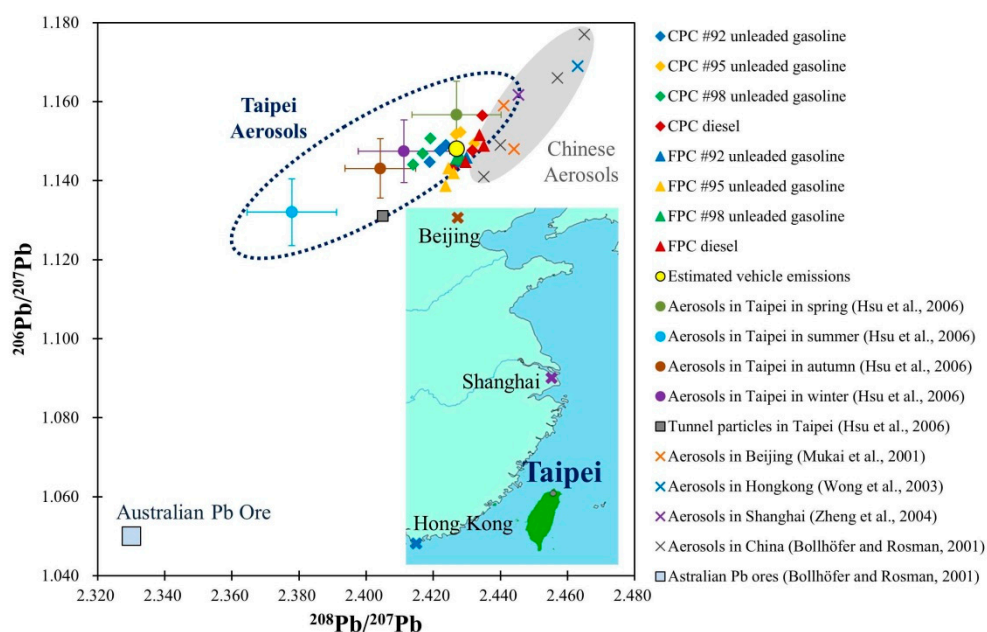 1.180
1.160
1.140
1.120
1.100
1.080
1.060
1.040
²⁰⁶Pb/²⁰⁷Pb
2.320 2.340 2.360 2.380 2.400 2.420 2.440 2.460 2.480
²⁰⁸Pb/²⁰⁷Pb
Taipei
Aerosols
Chinese
Aerosols
Beijing
Shanghai
Taipei
Hong-Kong
Australian Pb Ore
CPC #92 unleaded gasoline
CPC #95 unleaded gasoline
CPC #98 unleaded gasoline
CPC diesel
FPC #92 unleaded gasoline
FPC #95 unleaded gasoline
FPC #98 unleaded gasoline
FPC diesel
Estimated vehicle emissions
Aerosols in Taipei in spring (Hsu et al., 2006)
Aerosols in Taipei in summer (Hsu et al., 2006)
Aerosols in Taipei in autumn (Hsu et al., 2006)
Aerosols in Taipei in winter (Hsu et al., 2006)
Tunnel particles in Taipei (Hsu et al., 2006)
Aerosols in Beijing (Mukai et al., 2001)
Aerosols in Hongkong (Wong et al., 2003)
Aerosols in Shanghai (Zheng et al., 2004)
Aerosols in China (Bollhöfer and Rosman, 2001)
Astralian Pb ores (Bollhöfer and Rosman, 2001)